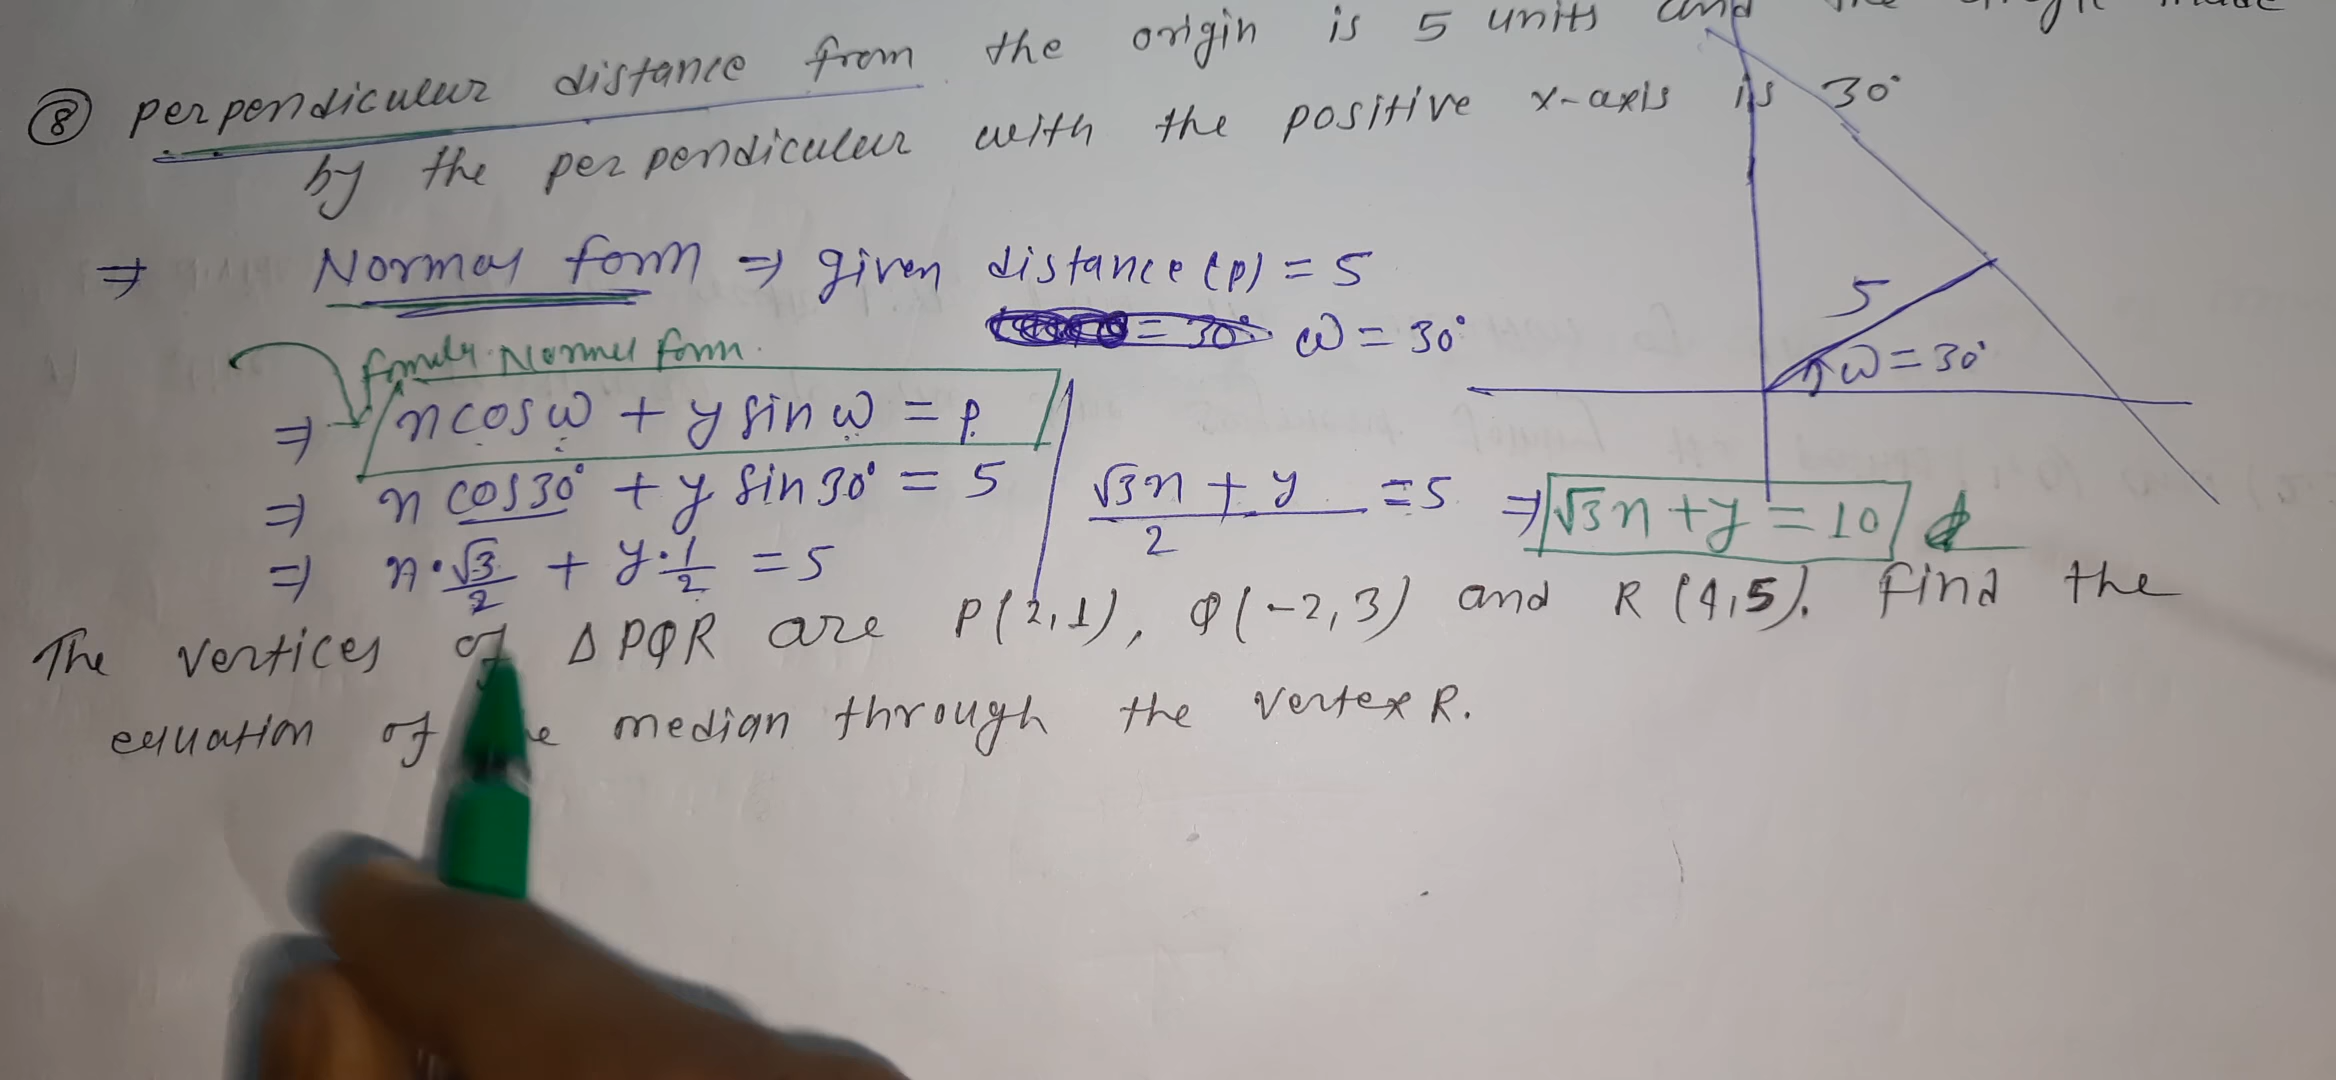 ⑧ perpendicular distance from the origin is 5 units and the
by the perpendicular with the positive x-axis is 30°
⇒ Normal form ⇒ given distance (p) = 5
= 30° ω = 30°
5
ω = 30°
Normal form.
⇒ x cos ω + y sin ω = p
⇒ x cos 30° + y sin 30° = 5
⇒ x·√3/2 + y·1/2 = 5
(√3x + y)/2 = 5 ⇒ √3x + y = 10
The vertices of Δ PQR are P(2,1), Q(-2,3) and R(4,5). find the
equation of median through the vertex R.